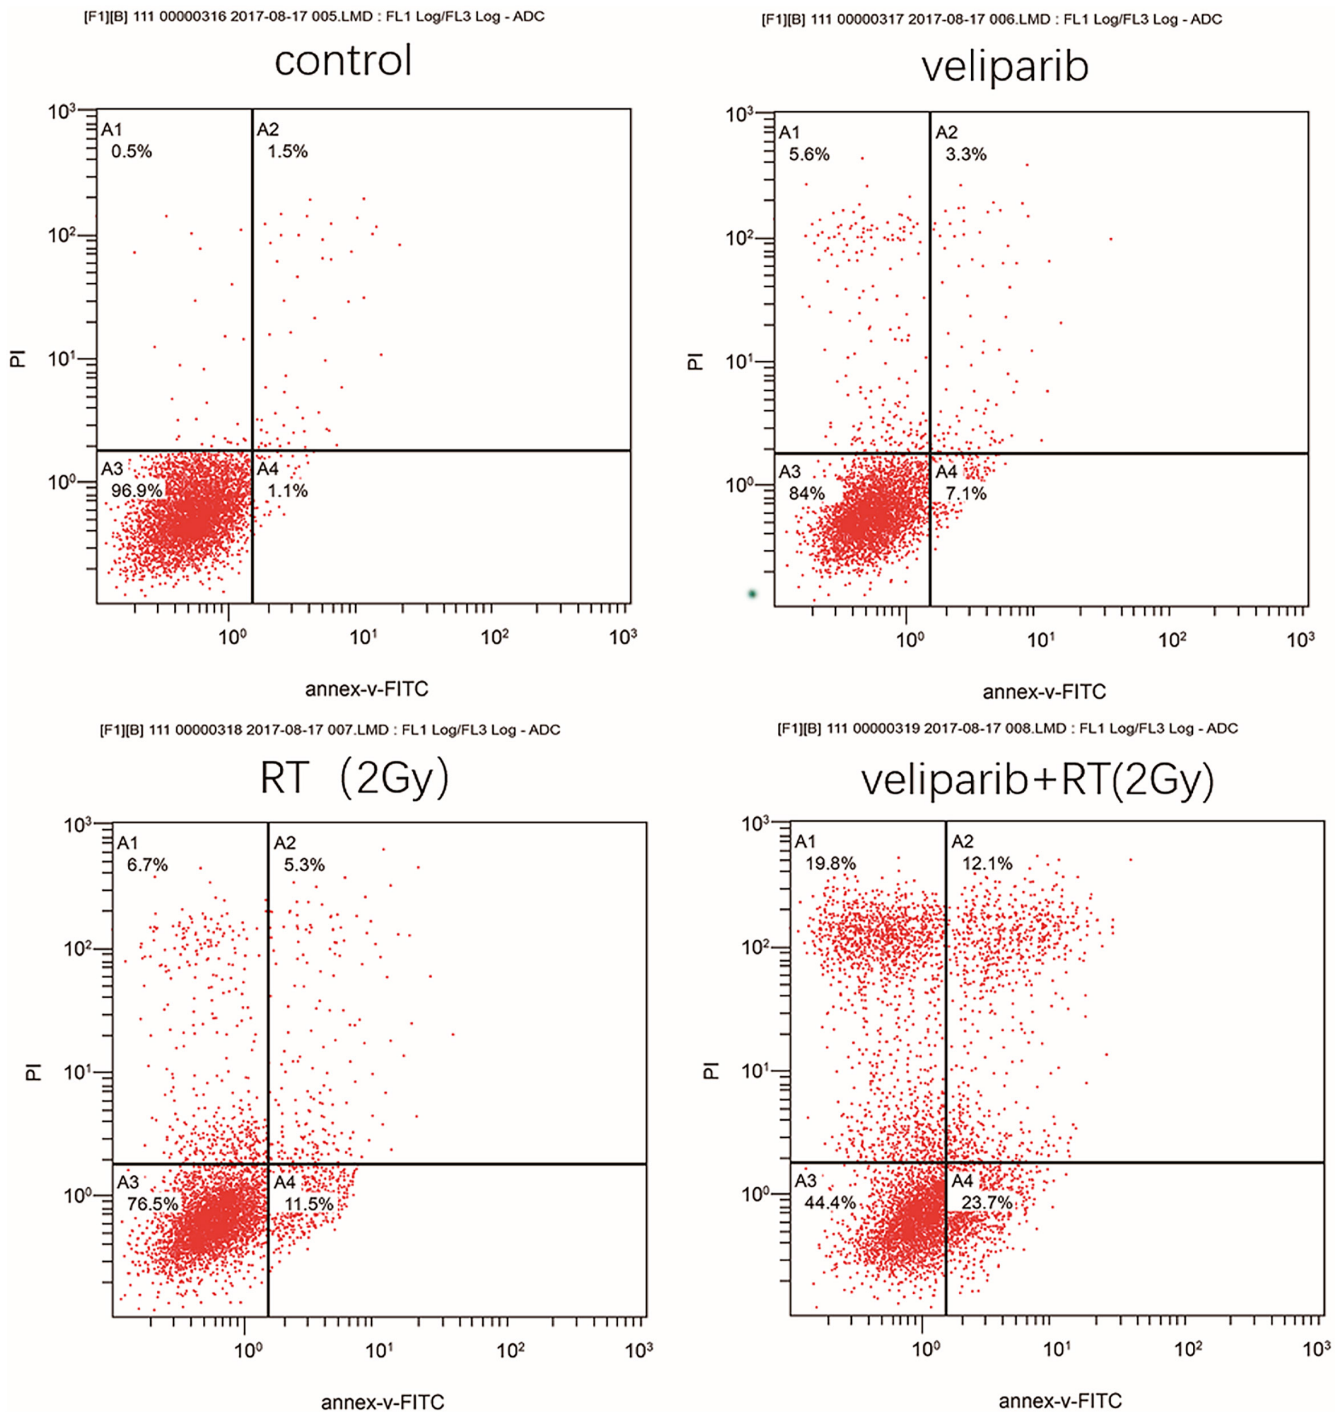 [F1][B] 111 00000316 2017-08-17 005.LMD : FL1 Log/FL3 Log - ADC
control
10³
A1
0.5%
A2
1.5%
10²
PI
10¹
A3
96.9%
A4
1.1%
10⁰
10⁰ 10¹ 10² 10³
annex-v-FITC
[F1][B] 111 00000317 2017-08-17 006.LMD : FL1 Log/FL3 Log - ADC
veliparib
10³
A1
5.6%
A2
3.3%
10²
PI
10¹
A3
84%
A4
7.1%
10⁰
10⁰ 10¹ 10² 10³
annex-v-FITC
[F1][B] 111 00000318 2017-08-17 007.LMD : FL1 Log/FL3 Log - ADC
RT（2Gy）
10³
A1
6.7%
A2
5.3%
10²
PI
10¹
A3
76.5%
A4
11.5%
10⁰
10⁰ 10¹ 10² 10³
annex-v-FITC
[F1][B] 111 00000319 2017-08-17 008.LMD : FL1 Log/FL3 Log - ADC
veliparib+RT(2Gy)
10³
A1
19.8%
A2
12.1%
10²
PI
10¹
A3
44.4%
A4
23.7%
10⁰
10⁰ 10¹ 10² 10³
annex-v-FITC